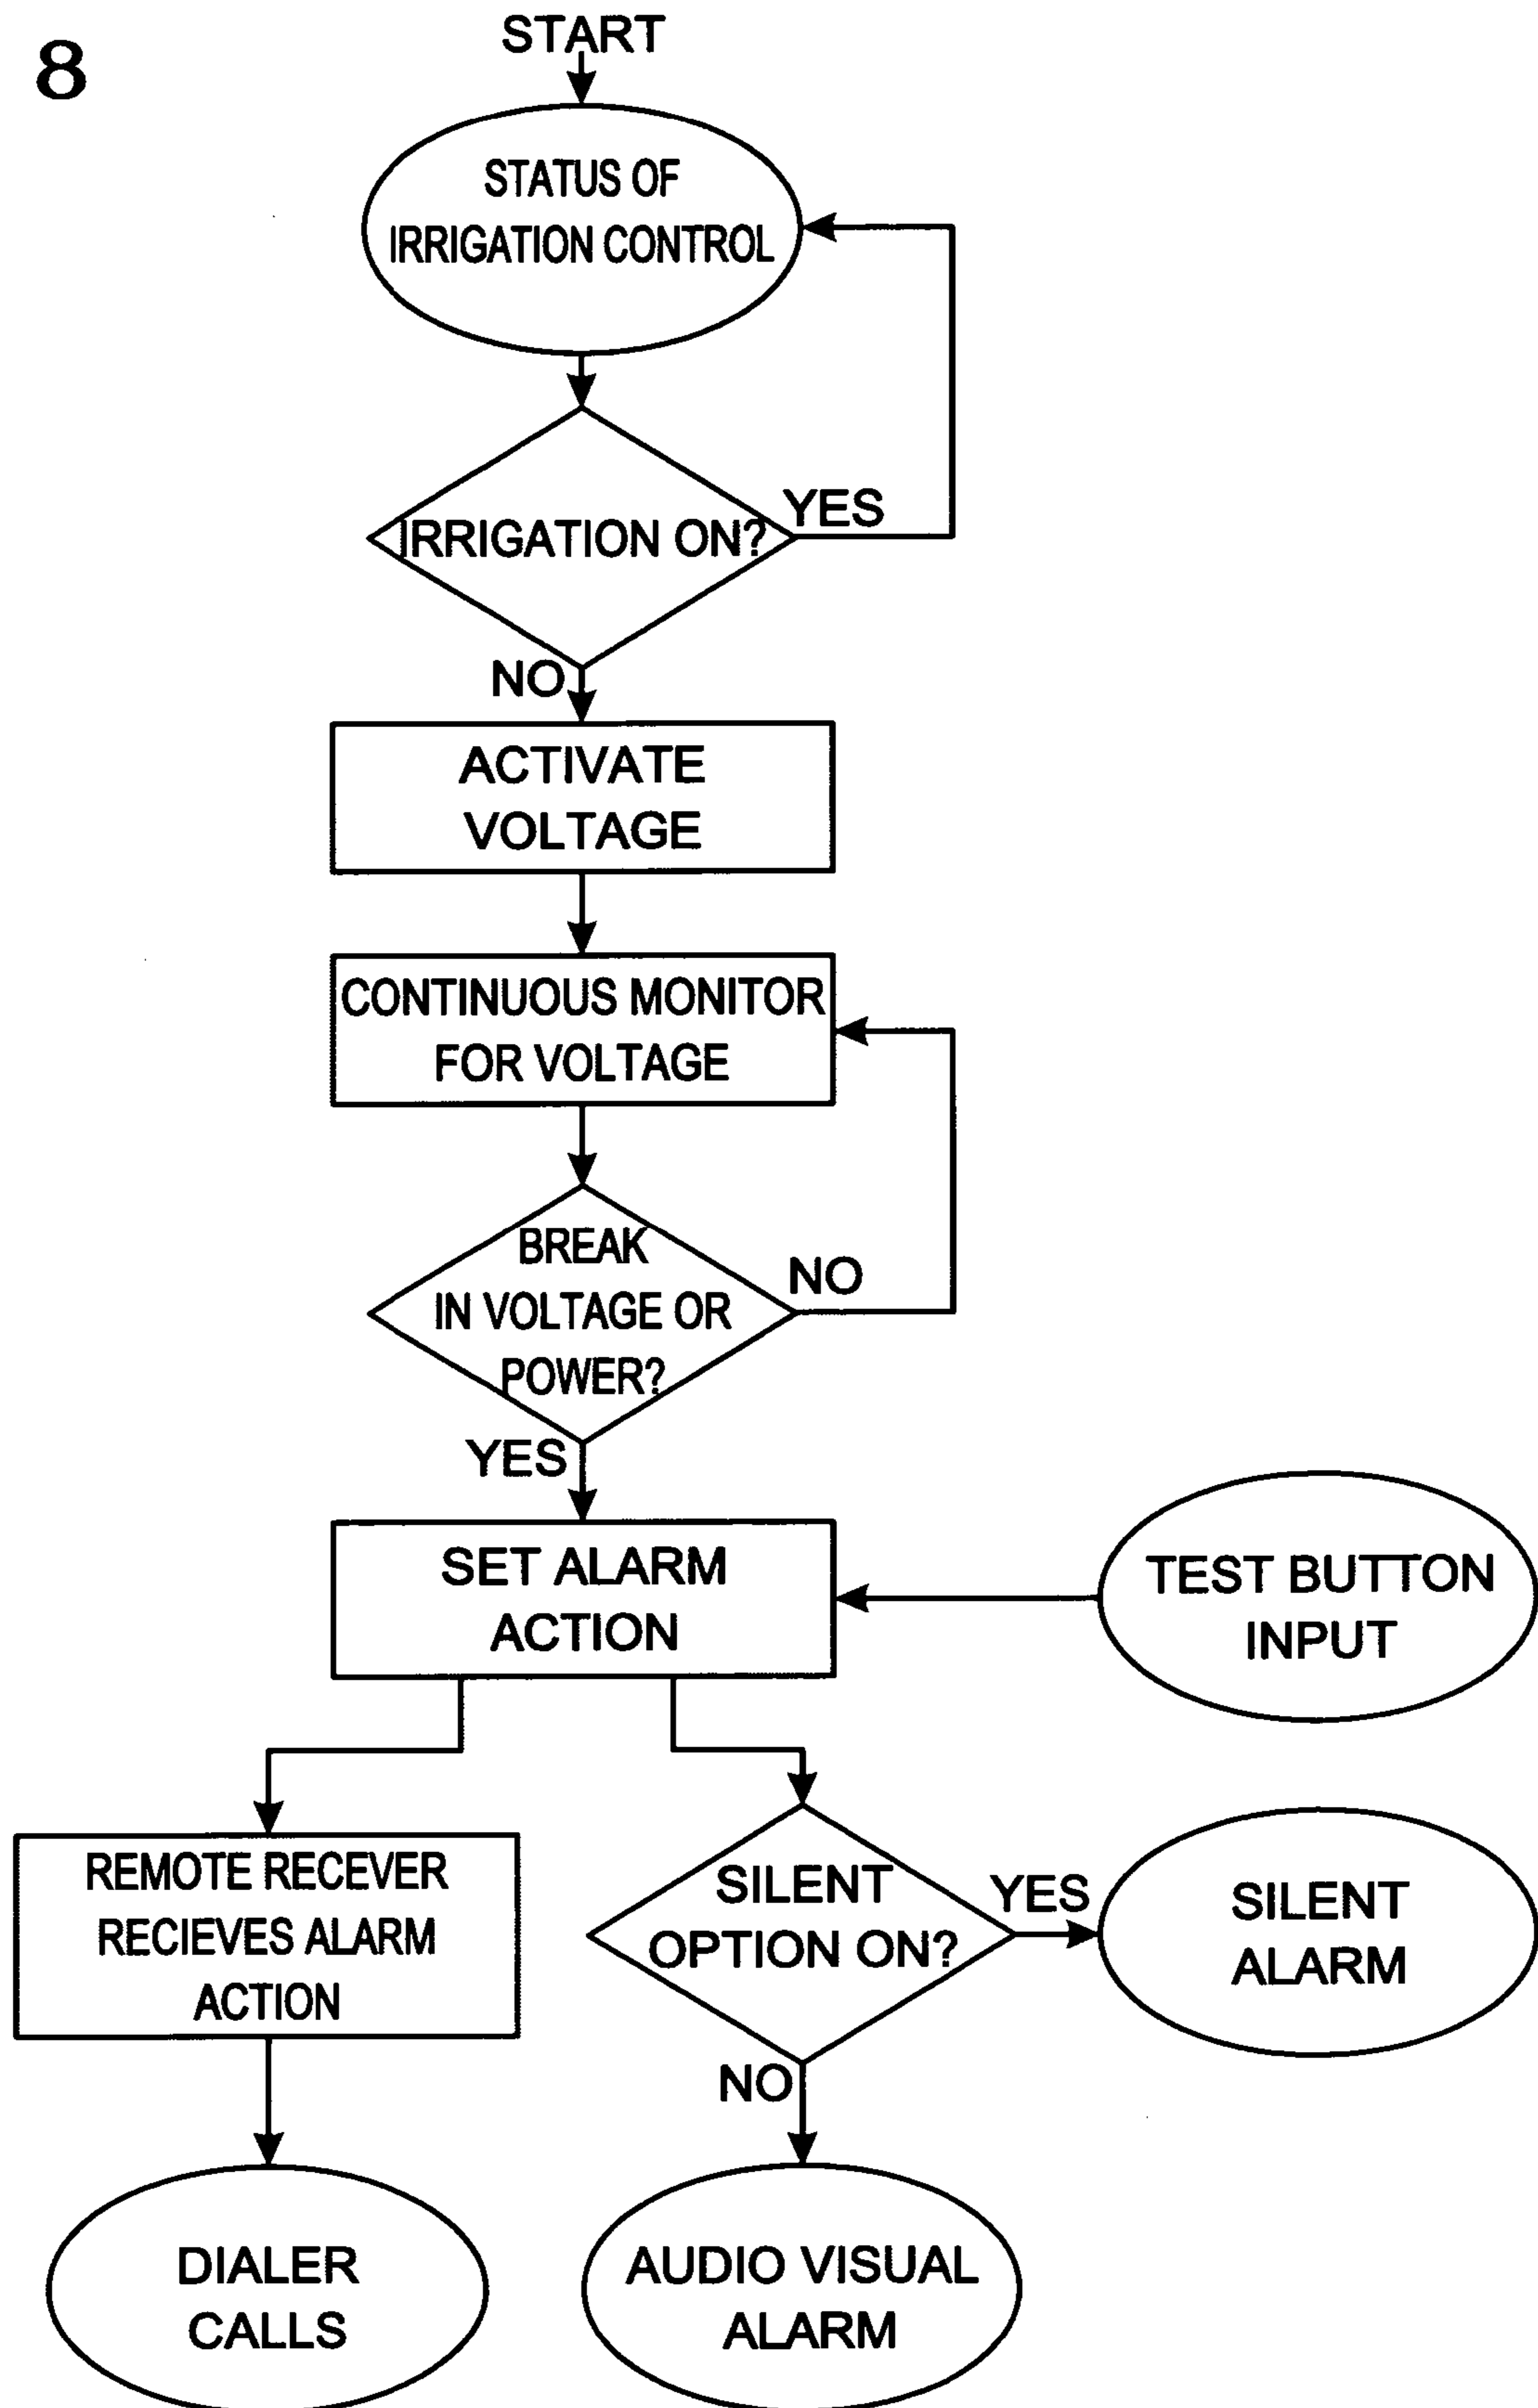 8
START
STATUS OF
IRRIGATION CONTROL
YES
IRRIGATION ON?
NO
ACTIVATE
VOLTAGE
CONTINUOUS MONITOR
FOR VOLTAGE
BREAK
IN VOLTAGE OR
POWER?
NO
YES
SET ALARM
ACTION
TEST BUTTON
INPUT
REMOTE RECEVER
RECIEVES ALARM
ACTION
SILENT
OPTION ON?
YES
SILENT
ALARM
NO
DIALER
CALLS
AUDIO VISUAL
ALARM